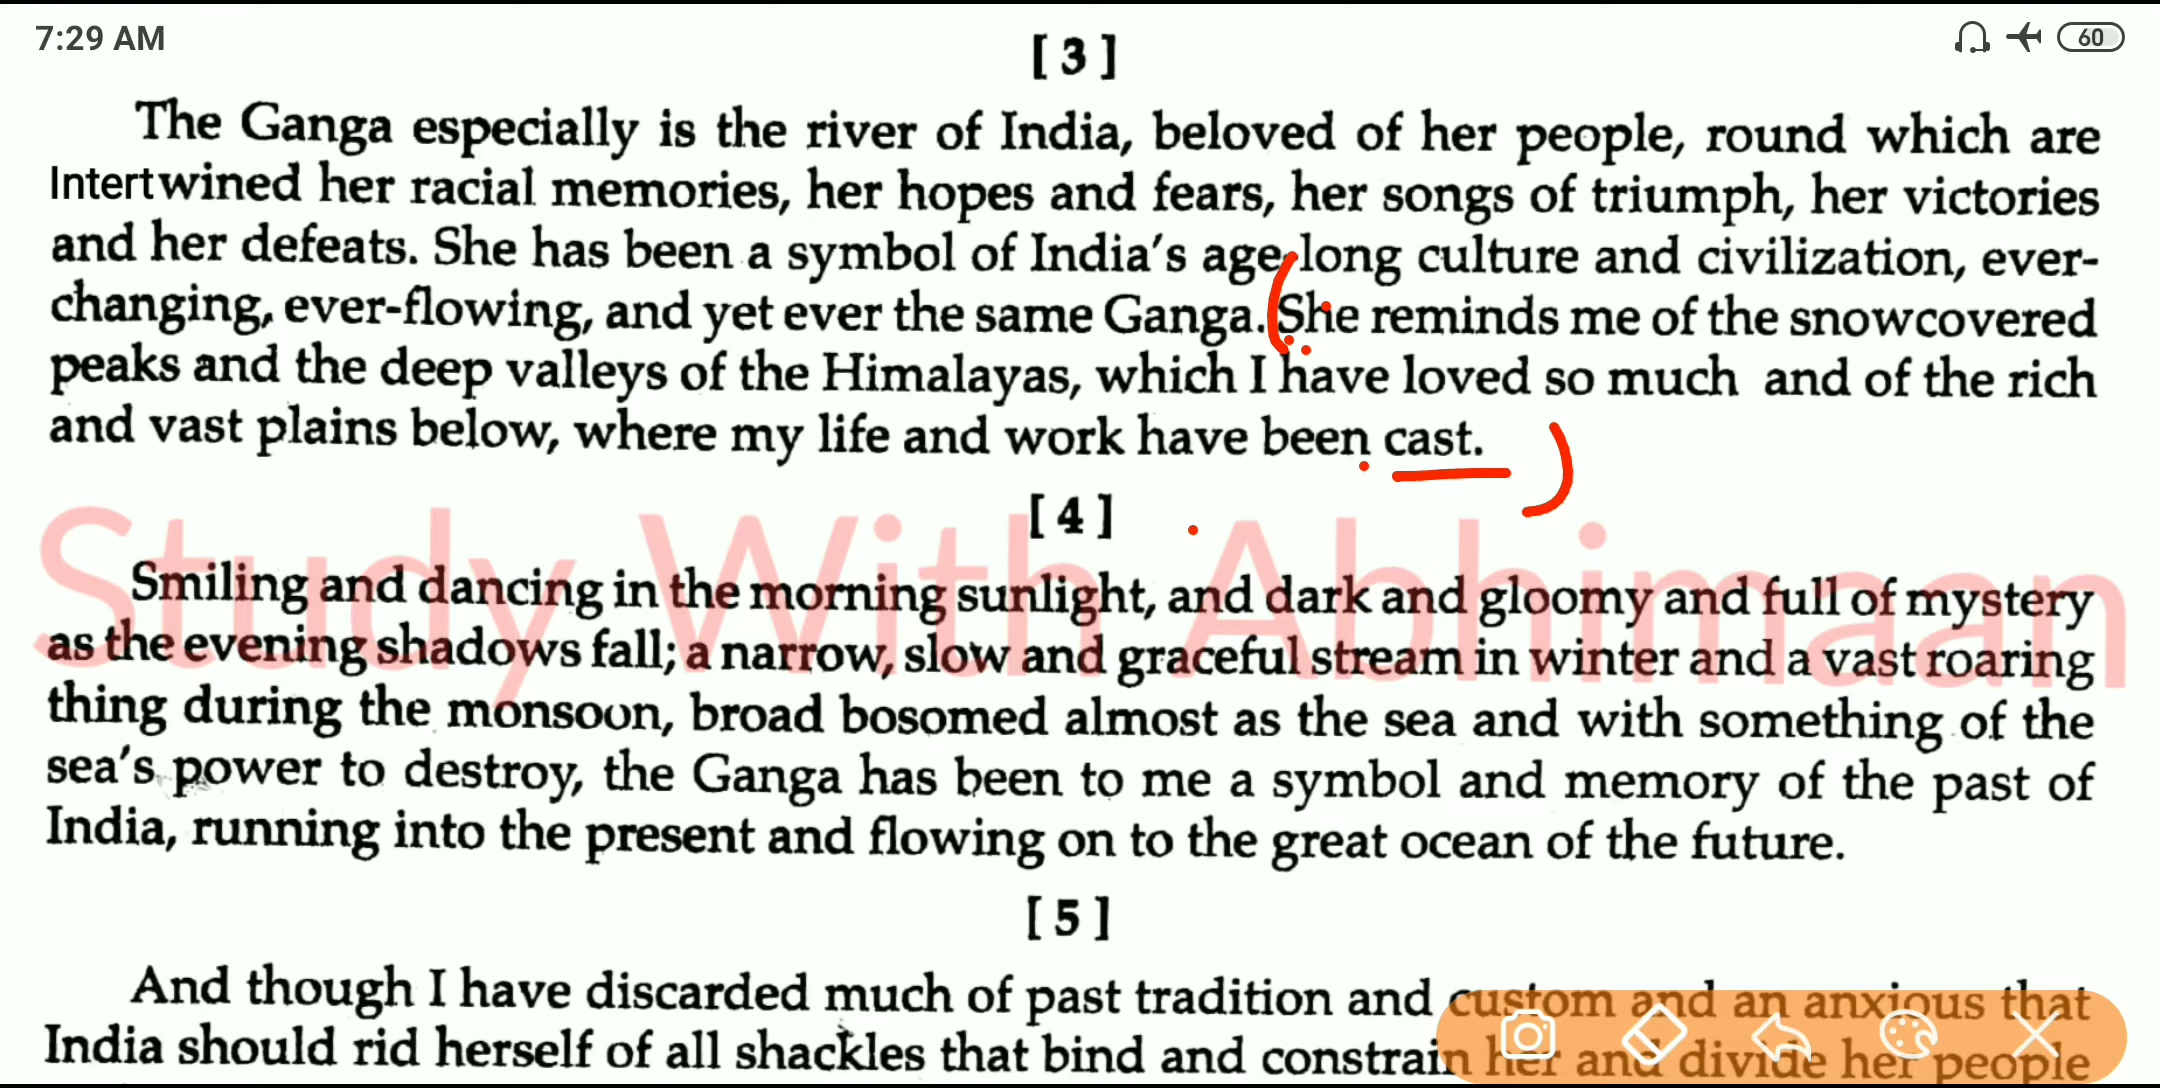 7:29 AM
60
[ 3 ]
The Ganga especially is the river of India, beloved of her people, round which are
Intertwined her racial memories, her hopes and fears, her songs of triumph, her victories
and her defeats. She has been a symbol of India's age-long culture and civilization, ever-
changing, ever-flowing, and yet ever the same Ganga. She reminds me of the snowcovered
peaks and the deep valleys of the Himalayas, which I have loved so much and of the rich
and vast plains below, where my life and work have been cast.
[ 4 ]
Study With Abhimaan
Smiling and dancing in the morning sunlight, and dark and gloomy and full of mystery
as the evening shadows fall; a narrow, slow and graceful stream in winter and a vast roaring
thing during the monsoon, broad bosomed almost as the sea and with something of the
sea's power to destroy, the Ganga has been to me a symbol and memory of the past of
India, running into the present and flowing on to the great ocean of the future.
[ 5 ]
And though I have discarded much of past tradition and custom and an anxious that
India should rid herself of all shackles that bind and constrain her and divide her people